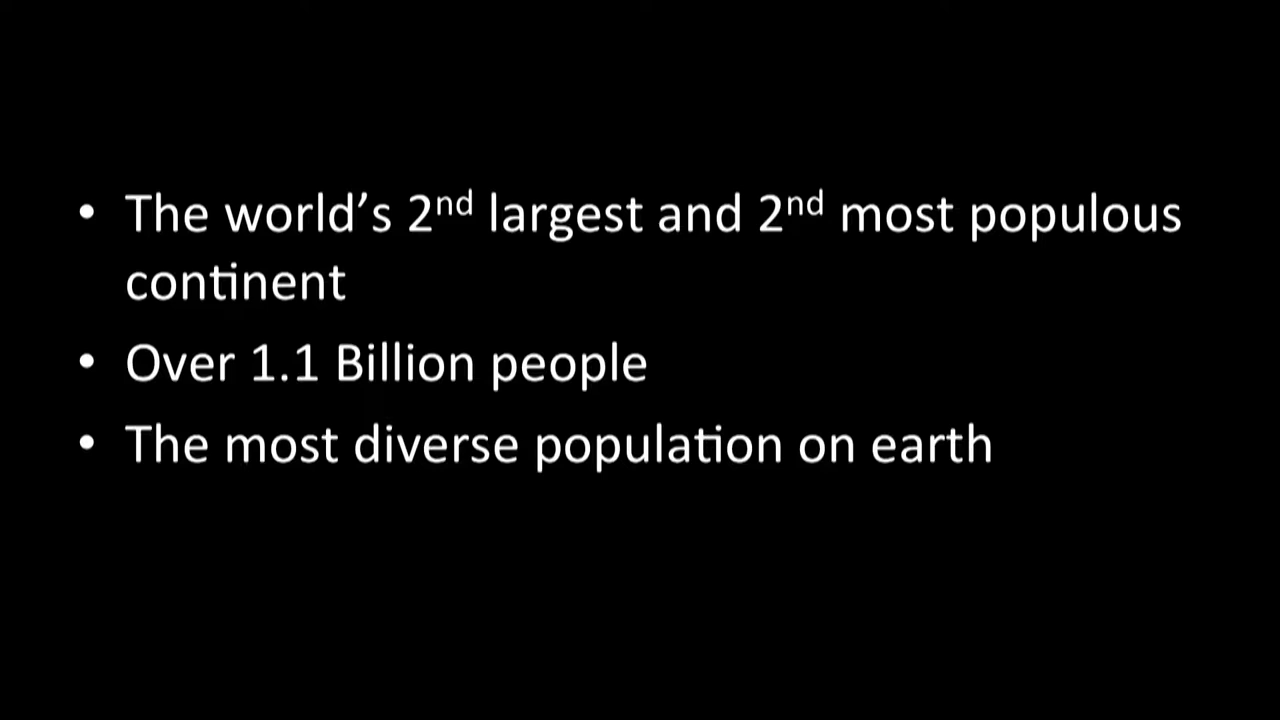 • The world’s 2nd largest and 2nd most populous
continent
• Over 1.1 Billion people
• The most diverse population on earth